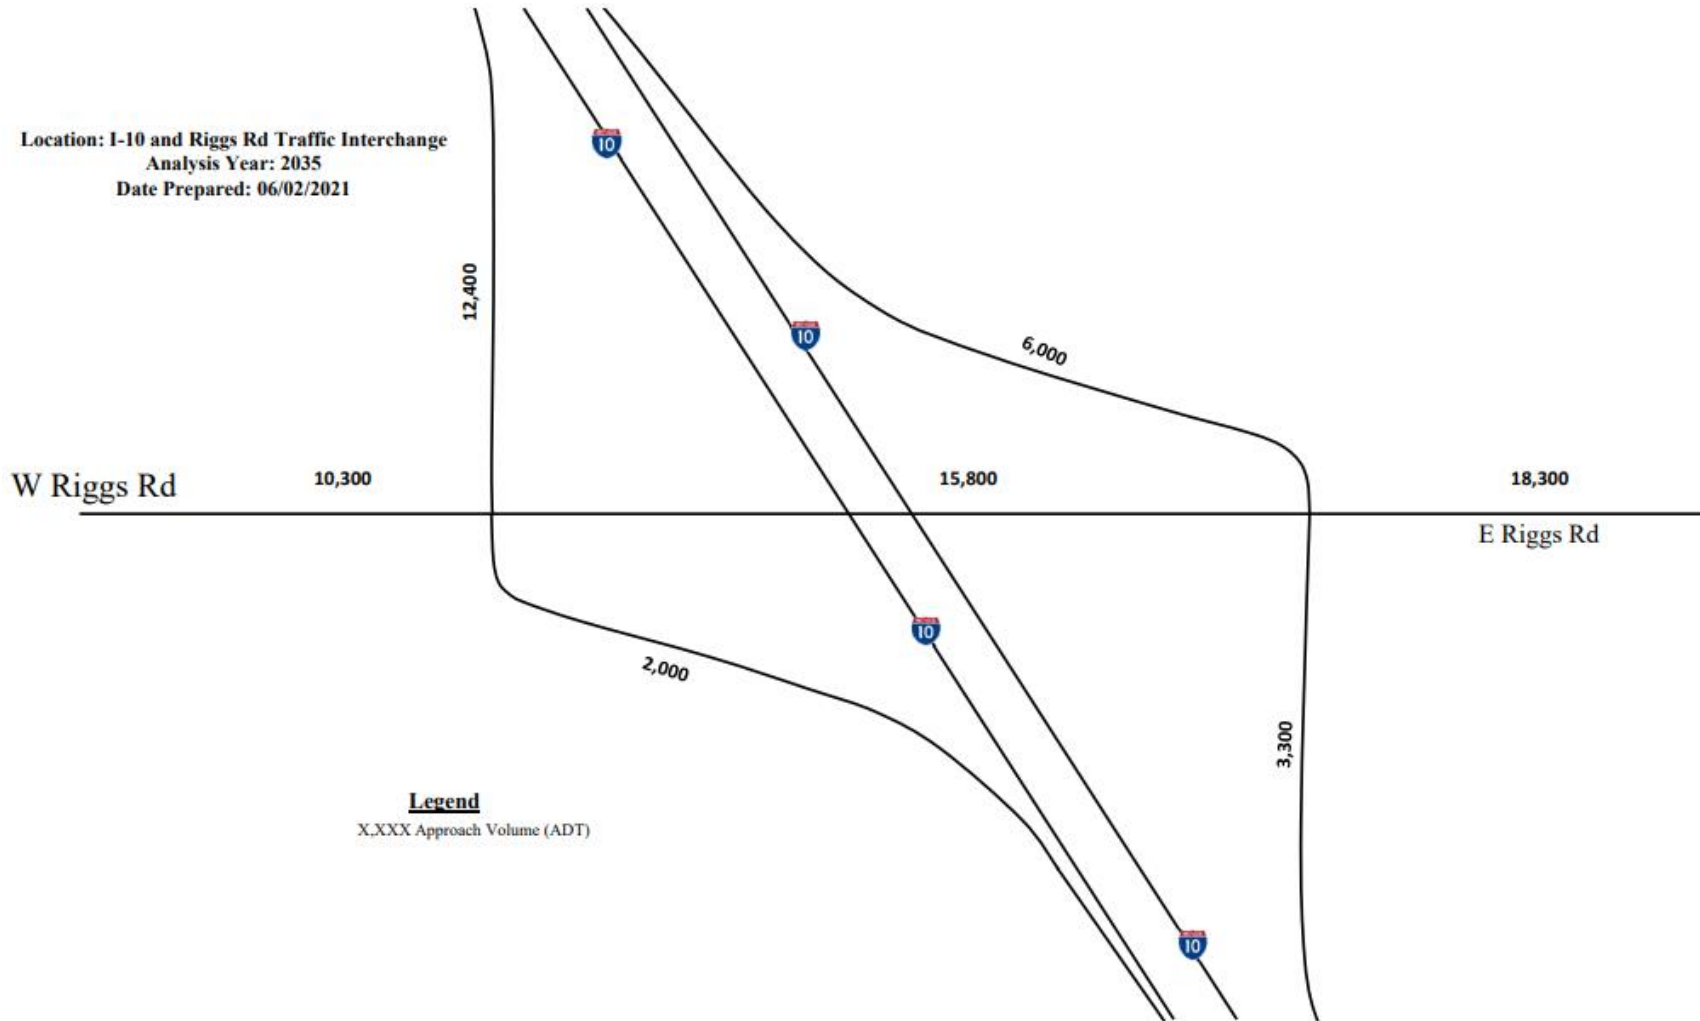 Location: I-10 and Riggs Rd Traffic Interchange
Analysis Year: 2035
Date Prepared: 06/02/2021
10
12,400
10
6,000
W Riggs Rd
10,300
15,800
18,300
E Riggs Rd
10
2,000
3,300
Legend
X,XXX Approach Volume (ADT)
10